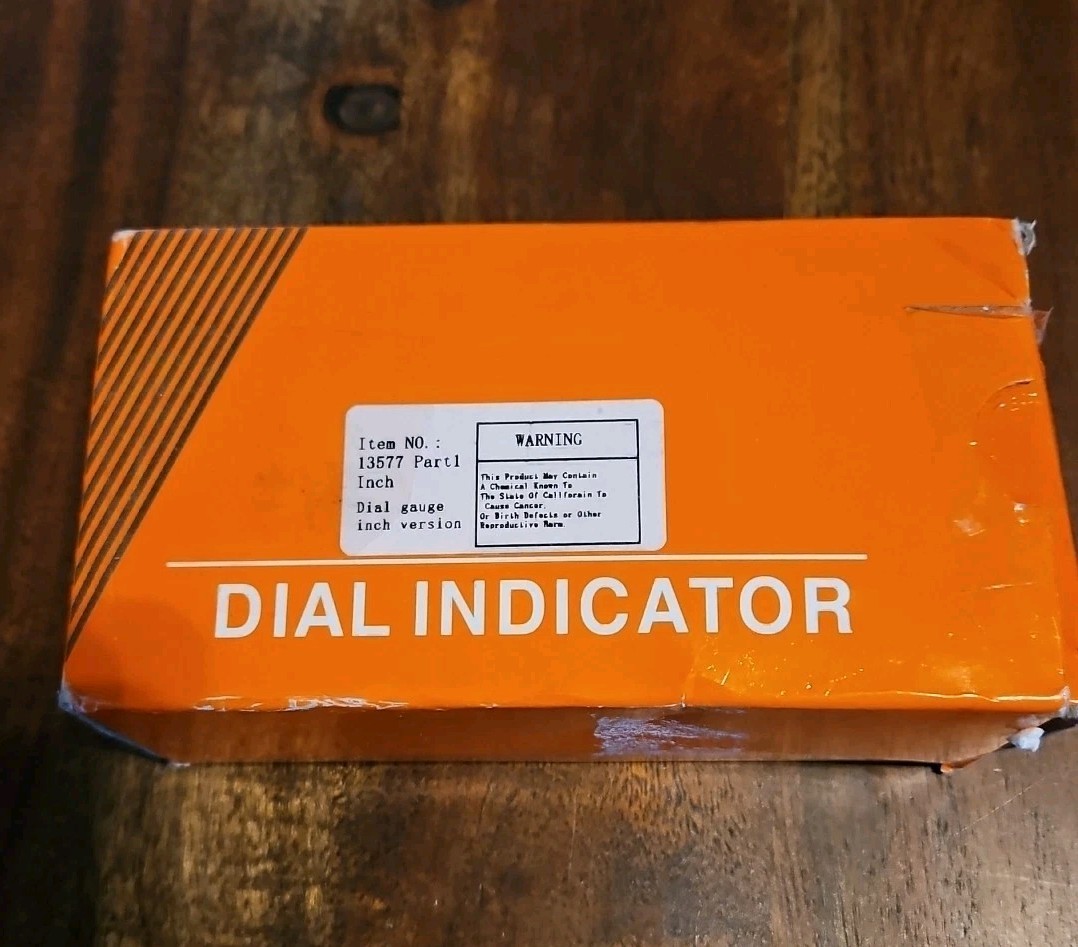 Item NO.:
13577 Part1
Inch
Dial gauge
inch version
WARNING
This Product May Contain
A Chemical Known To
The State Of Califorain To
Cause Cancer,
Or Birth Defects or Other
Reproductive Harm.
DIAL INDICATOR